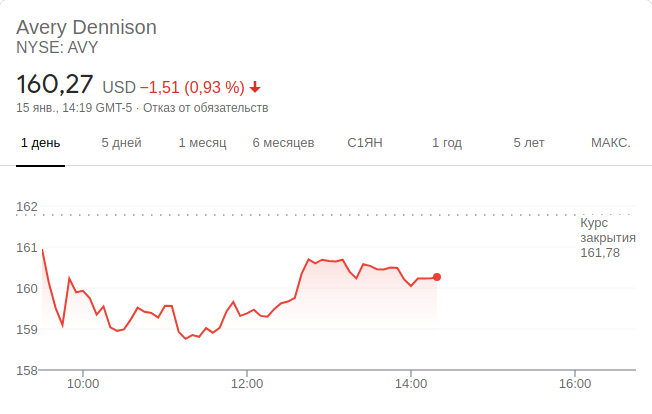 Avery Dennison
NYSE: AVY
160,27 USD −1,51 (0,93 %)
15 янв., 14:19 GMT-5 · Отказ от обязательств
1 день 5 дней 1 месяц 6 месяцев С1ЯН 1 год 5 лет МАКС.
162
Курс
закрытия
161,78
161
160
159
158
10:00 12:00 14:00 16:00